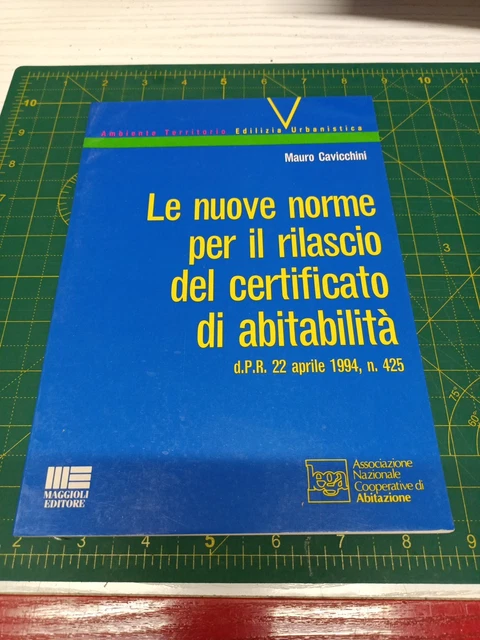 Ambiente Territorio Edilizia Urbanistica
Mauro Cavicchini
Le nuove norme
per il rilascio
del certificato
di abitabilità
d.P.R. 22 aprile 1994, n. 425
MAGGIOLI
EDITORE
lega
Associazione
Nazionale
Cooperative di
Abitazione